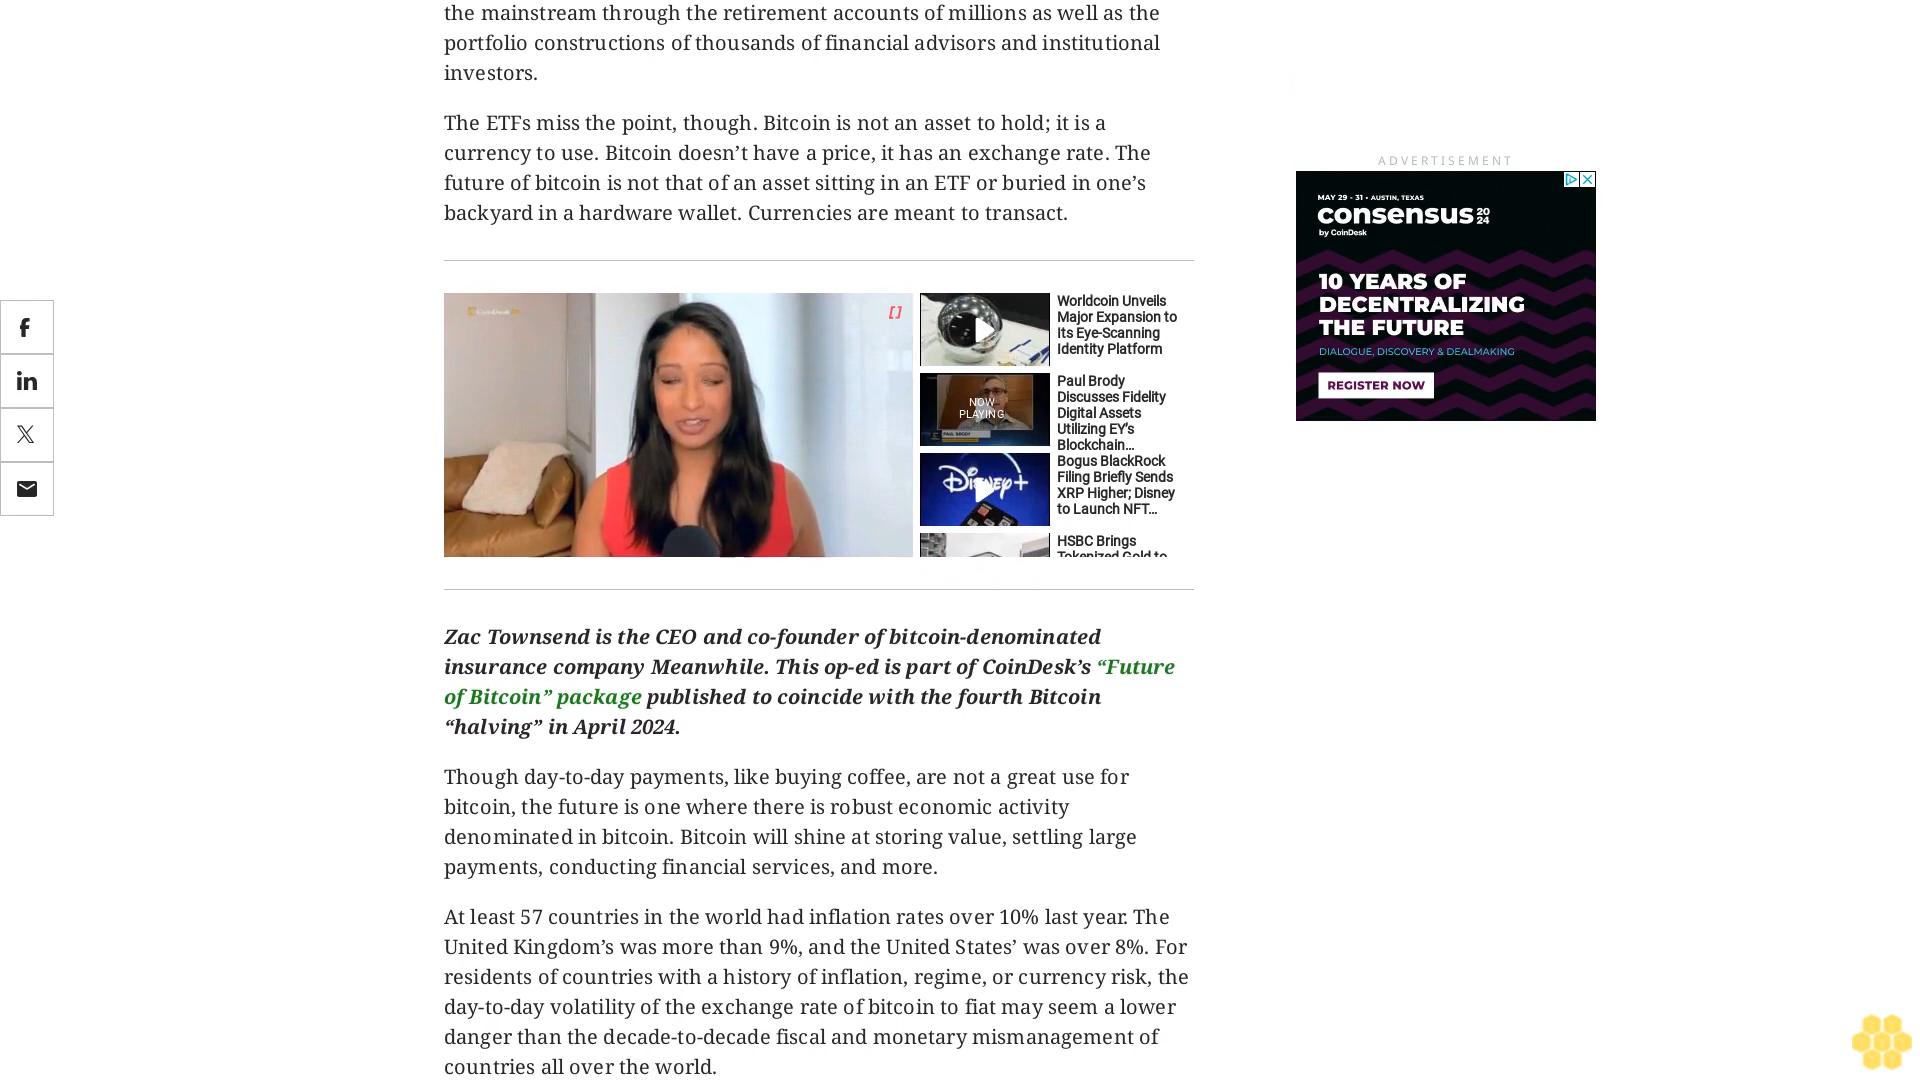 the mainstream through the retirement accounts of millions as well as the
portfolio constructions of thousands of financial advisors and institutional
investors.
The ETFs miss the point, though. Bitcoin is not an asset to hold; it is a
currency to use. Bitcoin doesn’t have a price, it has an exchange rate. The
future of bitcoin is not that of an asset sitting in an ETF or buried in one’s
backyard in a hardware wallet. Currencies are meant to transact.
ADVERTISEMENT
MAY 29 - 31 • AUSTIN, TEXAS
consensus 2024
by CoinDesk
10 YEARS OF
DECENTRALIZING
THE FUTURE
DIALOGUE, DISCOVERY & DEALMAKING
REGISTER NOW
CoinDesk
Worldcoin Unveils
Major Expansion to
Its Eye-Scanning
Identity Platform
NOW
PLAYING
PAUL BRODY
Paul Brody
Discusses Fidelity
Digital Assets
Utilizing EY’s
Blockchain...
Disney+
Bogus BlackRock
Filing Briefly Sends
XRP Higher; Disney
to Launch NFT...
HSBC Brings
Tokenized Gold to
Zac Townsend is the CEO and co-founder of bitcoin-denominated
insurance company Meanwhile. This op-ed is part of CoinDesk’s “Future
of Bitcoin” package published to coincide with the fourth Bitcoin
“halving” in April 2024.
Though day-to-day payments, like buying coffee, are not a great use for
bitcoin, the future is one where there is robust economic activity
denominated in bitcoin. Bitcoin will shine at storing value, settling large
payments, conducting financial services, and more.
At least 57 countries in the world had inflation rates over 10% last year. The
United Kingdom’s was more than 9%, and the United States’ was over 8%. For
residents of countries with a history of inflation, regime, or currency risk, the
day-to-day volatility of the exchange rate of bitcoin to fiat may seem a lower
danger than the decade-to-decade fiscal and monetary mismanagement of
countries all over the world.